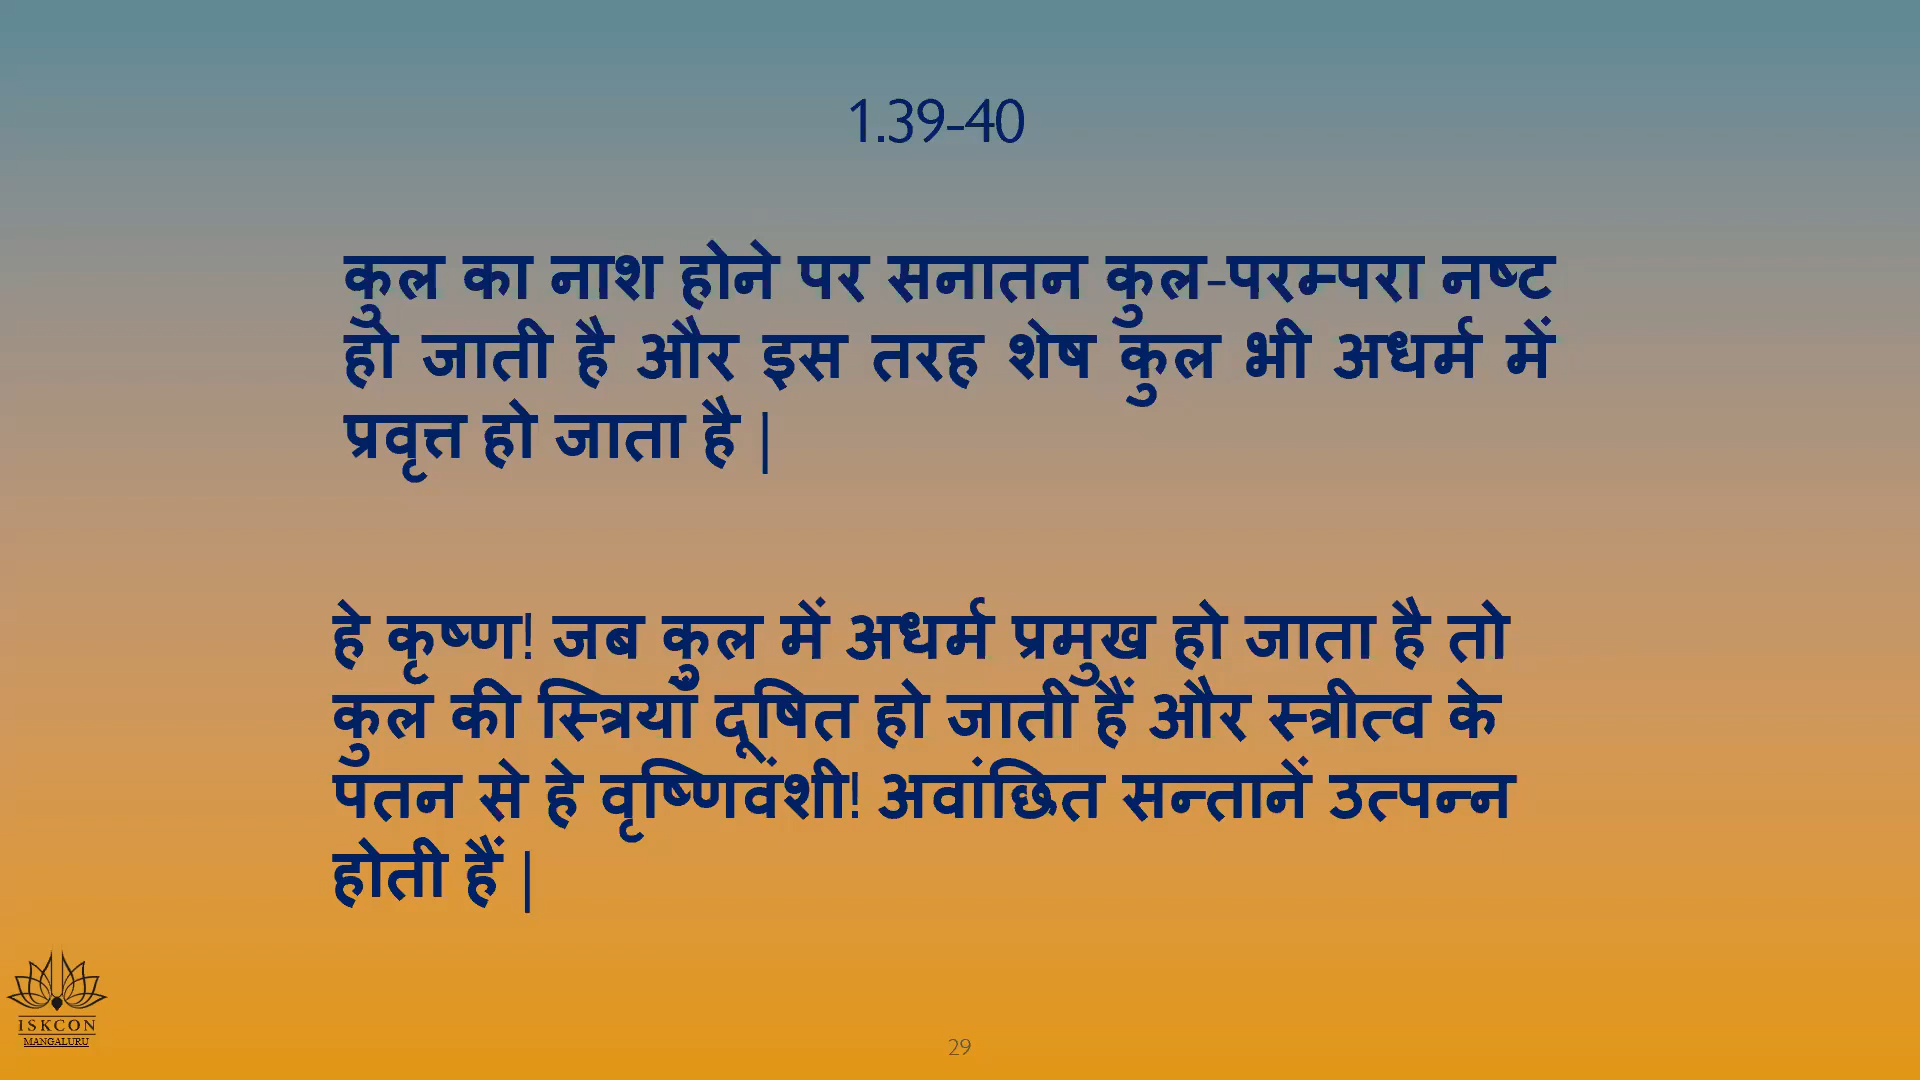 1.39-40
कुल का नाश होने पर सनातन कुल-परम्परा नष्ट
हो जाती है और इस तरह शेष कुल भी अधर्म में
प्रवृत्त हो जाता है |
हे कृष्ण! जब कुल में अधर्म प्रमुख हो जाता है तो
कुल की स्त्रियाँ दूषित हो जाती हैं और स्त्रीत्व के
पतन से हे वृष्णिवंशी! अवांछित सन्तानें उत्पन्न
होती हैं |
ISKCON
MANGALURU
29